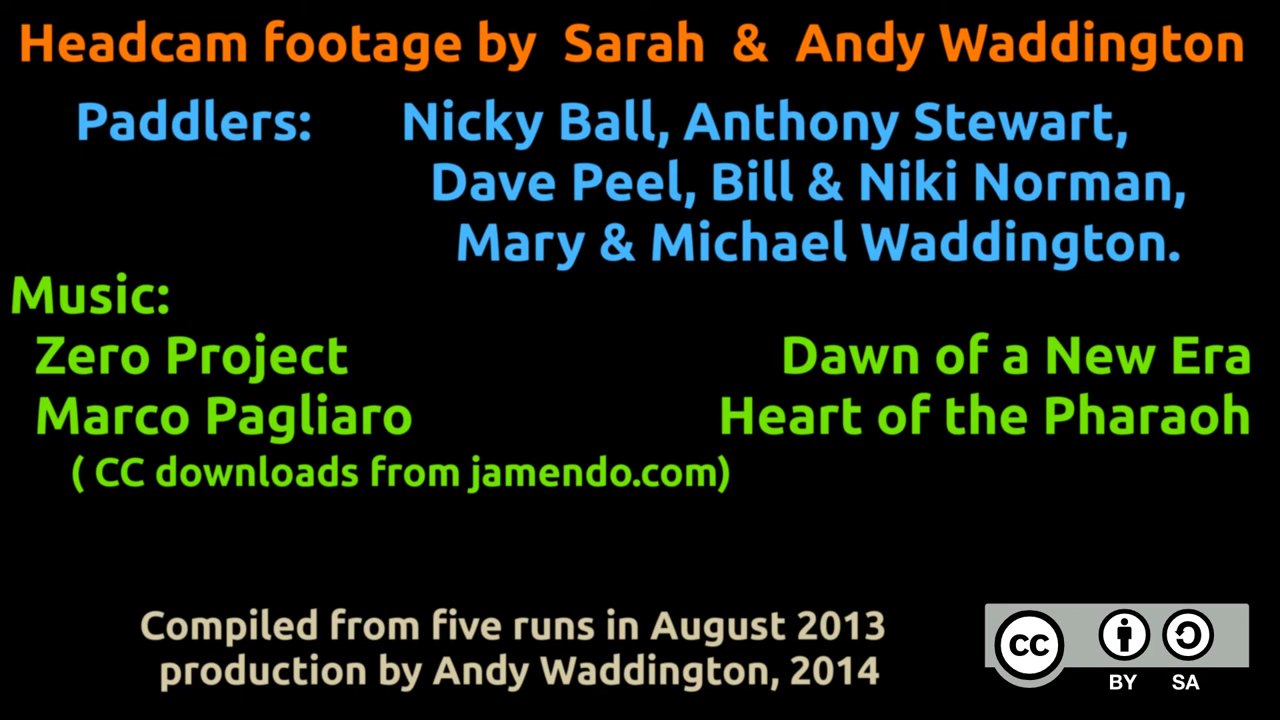 Headcam footage by Sarah & Andy Waddington
Paddlers: Nicky Ball, Anthony Stewart,
Dave Peel, Bill & Niki Norman,
Mary & Michael Waddington.
Music:
Zero Project Dawn of a New Era
Marco Pagliaro Heart of the Pharaoh
( CC downloads from jamendo.com)
Compiled from five runs in August 2013
production by Andy Waddington, 2014
cc
BY SA